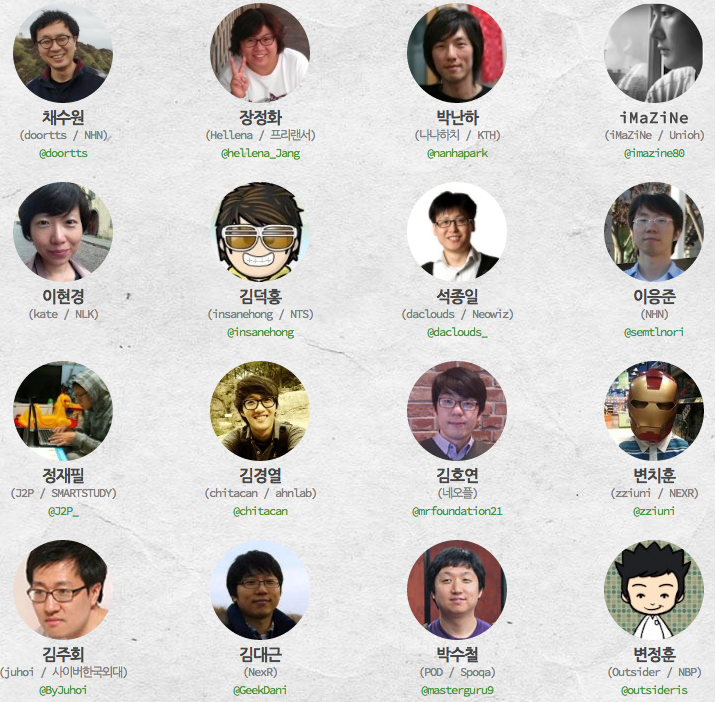 채수원
(doortts / NHN)
@doortts
장정화
(Hellena / 프리랜서)
@hellena_Jang
박난하
(나나하치 / KTH)
@nanhapark
iMaZiNe
(iMaZiNe / Unioh)
@imazine80
이현경
(kate / NLK)
김덕홍
(insanehong / NTS)
@insanehong
석종일
(daclouds / Neowiz)
@daclouds_
이응준
(NHN)
@semtlnori
정재필
(J2P / SMARTSTUDY)
@J2P_
김경열
(chitacan / ahnlab)
@chitacan
김호연
(네오플)
@mrfoundation21
변치훈
(zziuni / NEXR)
@zziuni
김주회
(juhoi / 사이버한국외대)
@ByJuhoi
김대근
(NexR)
@GeekDani
박수철
(POD / Spoqa)
@masterguru9
변정훈
(Outsider / NBP)
@outsideris